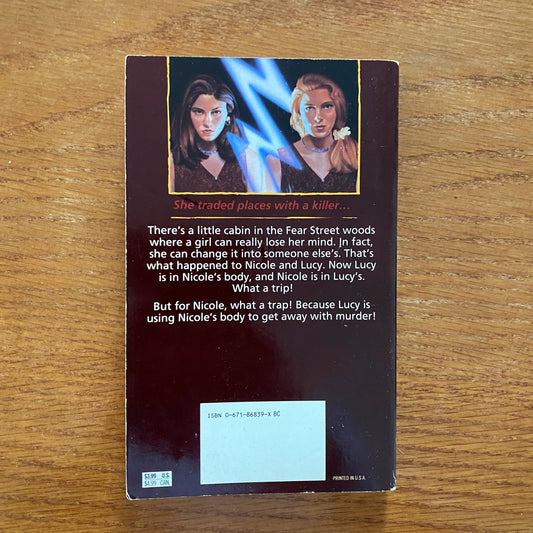 She traded places with a killer...
There's a little cabin in the Fear Street woods
where a girl can really lose her mind. In fact,
she can change it into someone else's. That's
what happened to Nicole and Lucy. Now Lucy
is in Nicole's body, and Nicole is in Lucy's.
What a trip!
But for Nicole, what a trap! Because Lucy is
using Nicole's body to get away with murder!
ISBN 0-671-86839-X BC
$3.99 U.S.
$4.99 CAN.
PRINTED IN U.S.A.